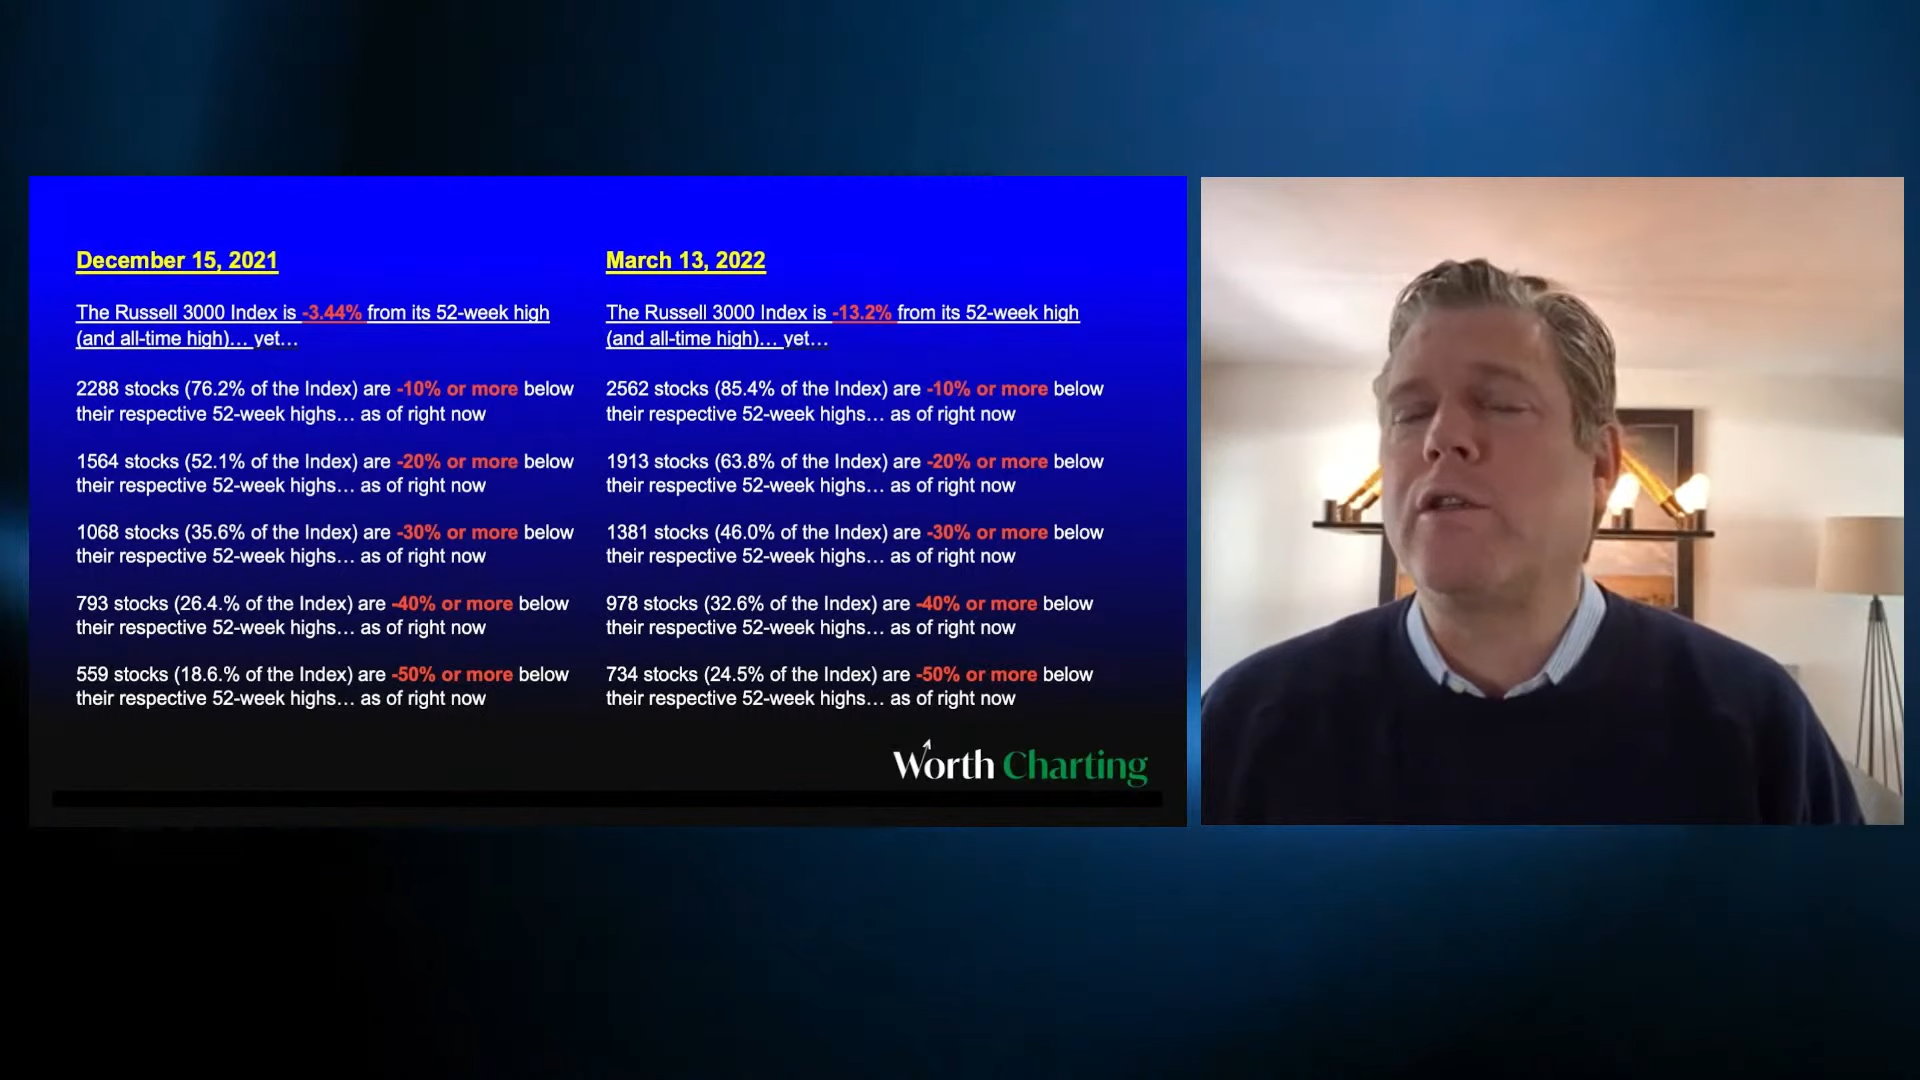 December 15, 2021
The Russell 3000 Index is -3.44% from its 52-week high
(and all-time high)… yet…
2288 stocks (76.2% of the Index) are -10% or more below
their respective 52-week highs… as of right now
1564 stocks (52.1% of the Index) are -20% or more below
their respective 52-week highs… as of right now
1068 stocks (35.6% of the Index) are -30% or more below
their respective 52-week highs… as of right now
793 stocks (26.4.% of the Index) are -40% or more below
their respective 52-week highs… as of right now
559 stocks (18.6.% of the Index) are -50% or more below
their respective 52-week highs… as of right now
March 13, 2022
The Russell 3000 Index is -13.2% from its 52-week high
(and all-time high)… yet…
2562 stocks (85.4% of the Index) are -10% or more below
their respective 52-week highs… as of right now
1913 stocks (63.8% of the Index) are -20% or more below
their respective 52-week highs… as of right now
1381 stocks (46.0% of the Index) are -30% or more below
their respective 52-week highs… as of right now
978 stocks (32.6% of the Index) are -40% or more below
their respective 52-week highs… as of right now
734 stocks (24.5% of the Index) are -50% or more below
their respective 52-week highs… as of right now
Worth Charting